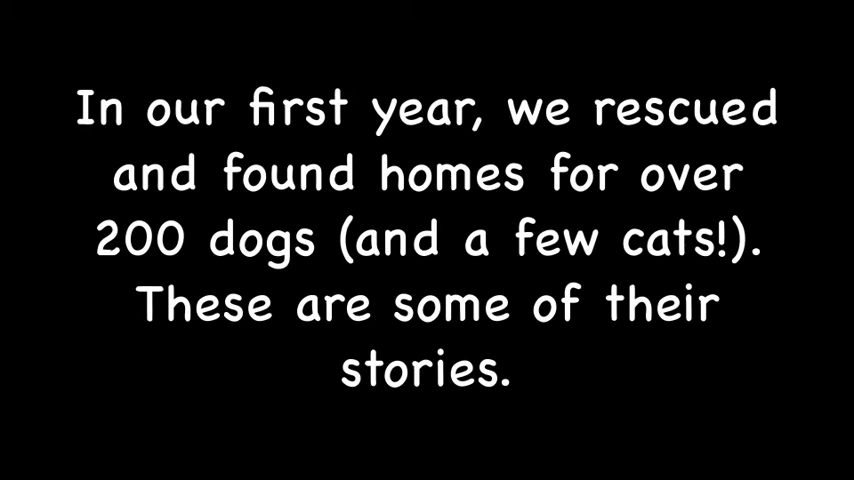 In our first year, we rescued
and found homes for over
200 dogs (and a few cats!).
These are some of their
stories.